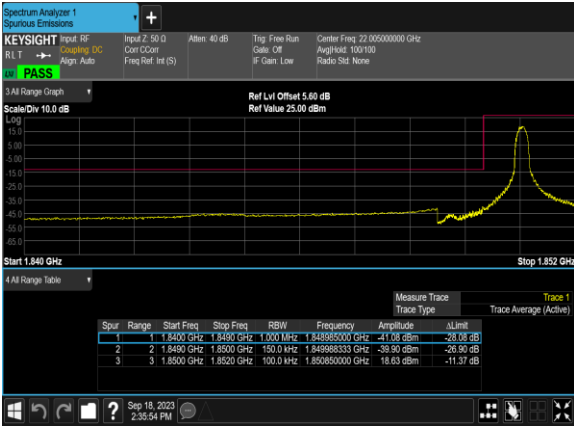 Spectrum Analyzer 1
Spurious Emissions
+
KEYSIGHT Input: RF Input Z: 50 Ω Atten: 40 dB Trig: Free Run Center Freq: 22.005000000 GHz
RLT Coupling: DC Corr CCorr Gate: Off Avg|Hold: 100/100
Align: Auto Freq Ref: Int (S) IF Gain: Low Radio Std: None
LW PASS
3 All Range Graph
Ref Lvl Offset 5.60 dB
Scale/Div 10.0 dB Ref Value 25.00 dBm
Log
15.0
5.00
-5.00
-15.0
-25.0
-35.0
-45.0
-55.0
-65.0
Start 1.840 GHz Stop 1.852 GHz
4 All Range Table
Measure Trace Trace 1
Trace Type Trace Average (Active)
Spur Range Start Freq Stop Freq RBW Frequency Amplitude ΔLimit
1 1 1.8400 GHz 1.8490 GHz 1.000 MHz 1.848985000 GHz -41.08 dBm -28.08 dB
2 2 1.8490 GHz 1.8500 GHz 150.0 kHz 1.849988333 GHz -39.90 dBm -26.90 dB
3 3 1.8500 GHz 1.8520 GHz 100.0 kHz 1.850850000 GHz 18.63 dBm -11.37 dB
? Sep 18, 2023
2:35:54 PM